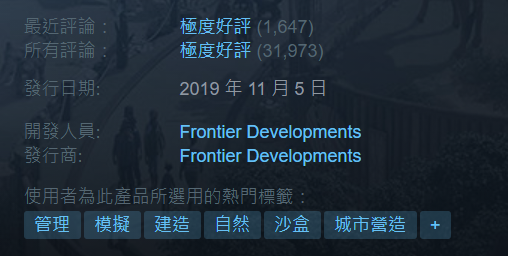 最近評論： 極度好評 (1,647)
所有評論： 極度好評 (31,973)
發行日期: 2019 年 11 月 5 日
開發人員: Frontier Developments
發行商: Frontier Developments
使用者為此產品所選用的熱門標籤：
管理 模擬 建造 自然 沙盒 城市營造 +